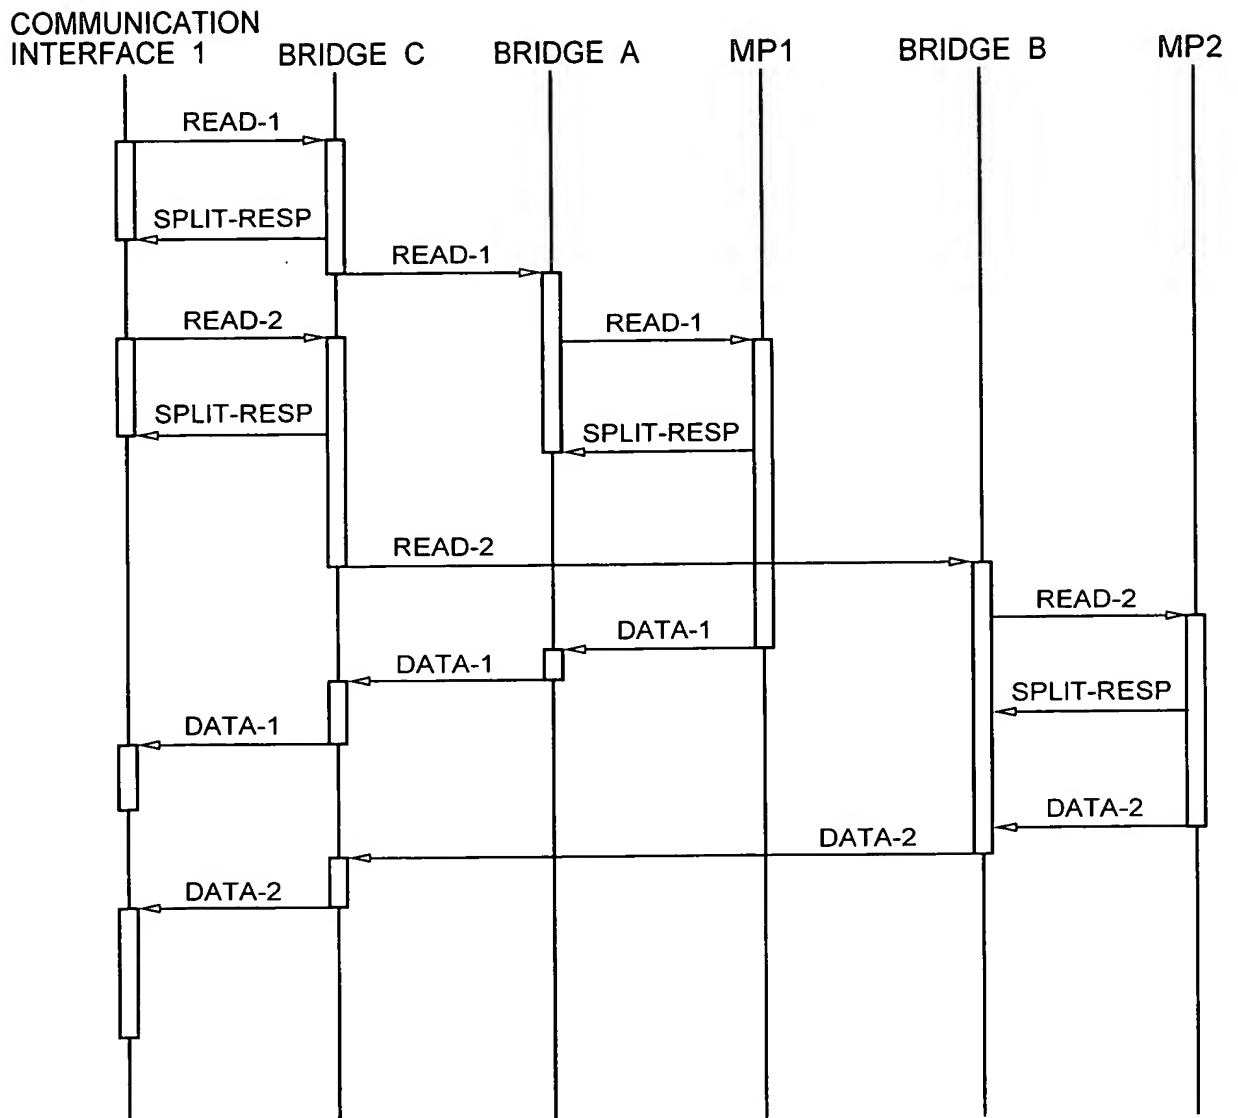 COMMUNICATION
INTERFACE 1
BRIDGE C
BRIDGE A
MP1
BRIDGE B
MP2
READ-1
SPLIT-RESP
READ-1
READ-2
READ-1
SPLIT-RESP
SPLIT-RESP
READ-2
READ-2
DATA-1
DATA-1
SPLIT-RESP
DATA-1
DATA-2
DATA-2
DATA-2